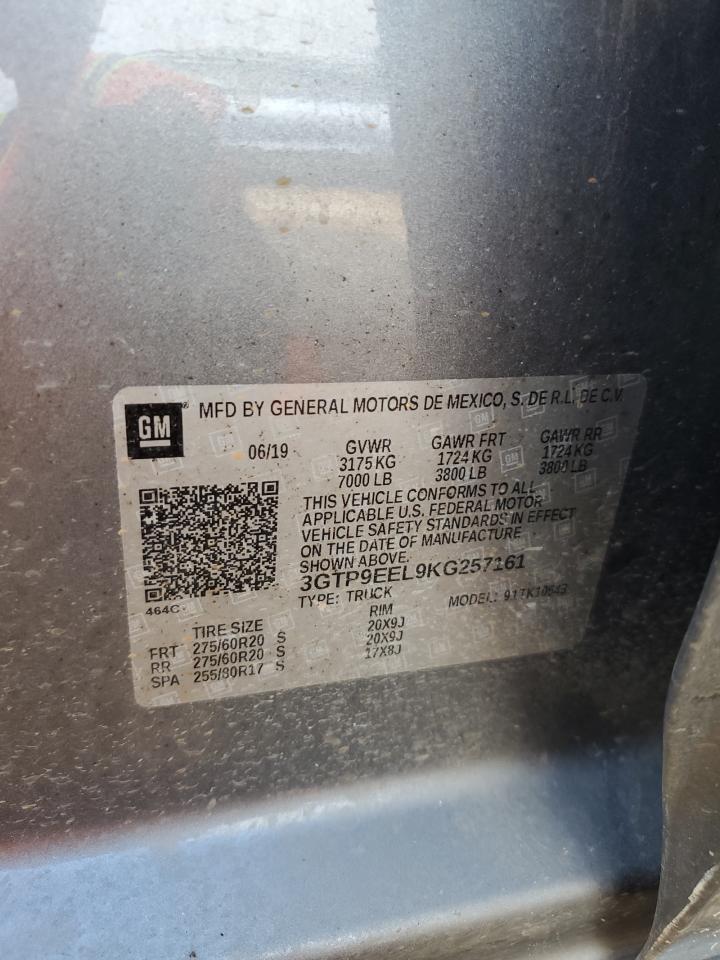 GM MFD BY GENERAL MOTORS DE MEXICO, S. DE R.L. DE C.V.
06/19 GVWR GAWR FRT GAWR RR
3175 KG 1724 KG 1724 KG
7000 LB 3800 LB 3800 LB
THIS VEHICLE CONFORMS TO ALL
APPLICABLE U.S. FEDERAL MOTOR
VEHICLE SAFETY STANDARDS IN EFFECT
ON THE DATE OF MANUFACTURE
SHOWN ABOVE.
3GTP9EEL9KG257161
TYPE: TRUCK MODEL: 91TK10543
464C
TIRE SIZE RIM
FRT 275/60R20 S 20X9J
RR 275/60R20 S 20X9J
SPA 255/80R17 S 17X8J